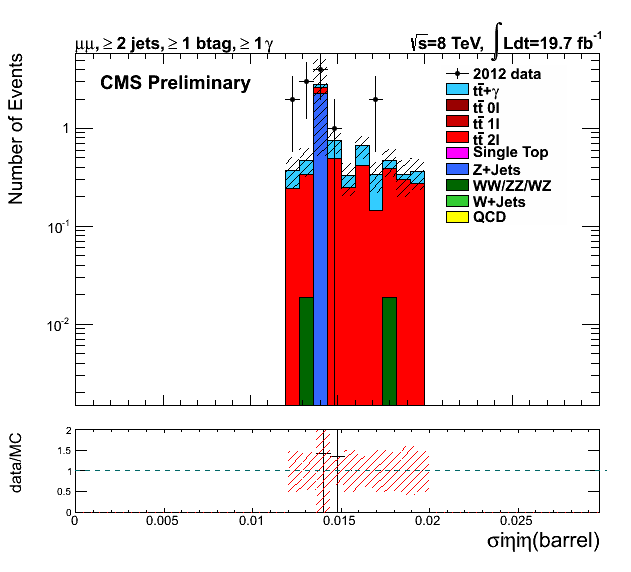 μμ, ≥ 2 jets, ≥ 1 btag, ≥ 1 γ
√s=8 TeV, ∫Ldt=19.7 fb⁻¹
CMS Preliminary
2012 data
tt̄+γ
tt̄ 0l
tt̄ 1l
tt̄ 2l
Single Top
Z+Jets
WW/ZZ/WZ
W+Jets
QCD
Number of Events
1
10⁻¹
10⁻²
data/MC
2
1.5
1
0.5
0
0 0.005 0.01 0.015 0.02 0.025
σiηiη(barrel)